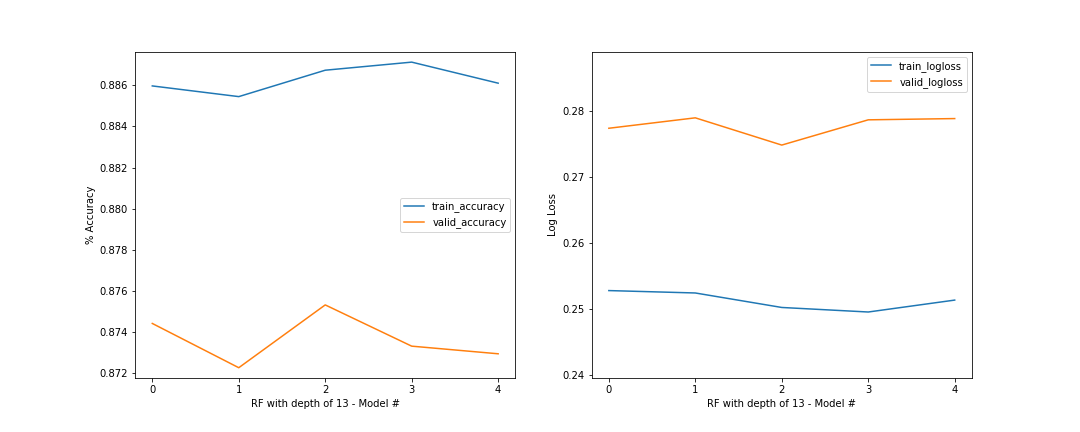 % Accuracy
0.886
0.884
0.882
0.880
0.878
0.876
0.874
0.872
train_accuracy
valid_accuracy
0 1 2 3 4
RF with depth of 13 - Model #
Log Loss
0.28
0.27
0.26
0.25
0.24
train_logloss
valid_logloss
0 1 2 3 4
RF with depth of 13 - Model #